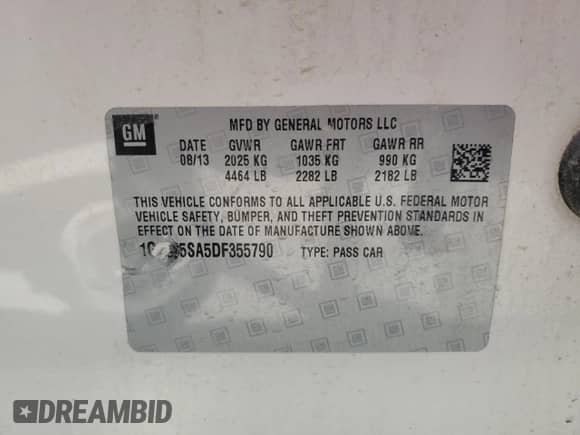 GM
MFD BY GENERAL MOTORS LLC
DATE GVWR GAWR FRT GAWR RR
08/13 2025 KG 1035 KG 990 KG
4464 LB 2282 LB 2182 LB
THIS VEHICLE CONFORMS TO ALL APPLICABLE U.S. FEDERAL MOTOR
VEHICLE SAFETY, BUMPER, AND THEFT PREVENTION STANDARDS IN
EFFECT ON THE DATE OF MANUFACTURE SHOWN ABOVE.
TYPE: PASS CAR
DREAMBID